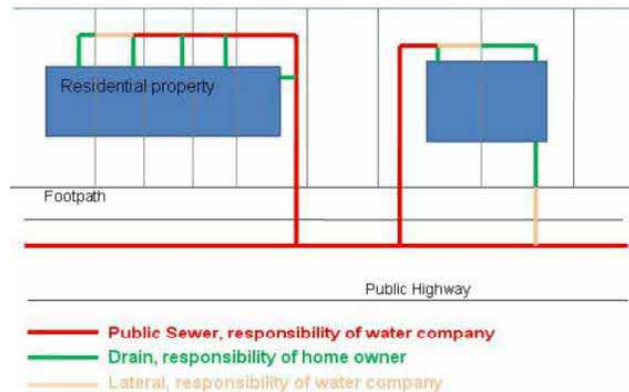 Residential property
Footpath
Public Highway
Public Sewer, responsibility of water company
Drain, responsibility of home owner
Lateral, responsibility of water company